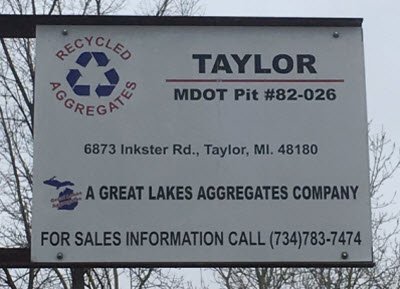 RECYCLED
AGGREGATES
TAYLOR
MDOT Pit #82-026
6873 Inkster Rd., Taylor, MI. 48180
A GREAT LAKES AGGREGATES COMPANY
FOR SALES INFORMATION CALL (734)783-7474